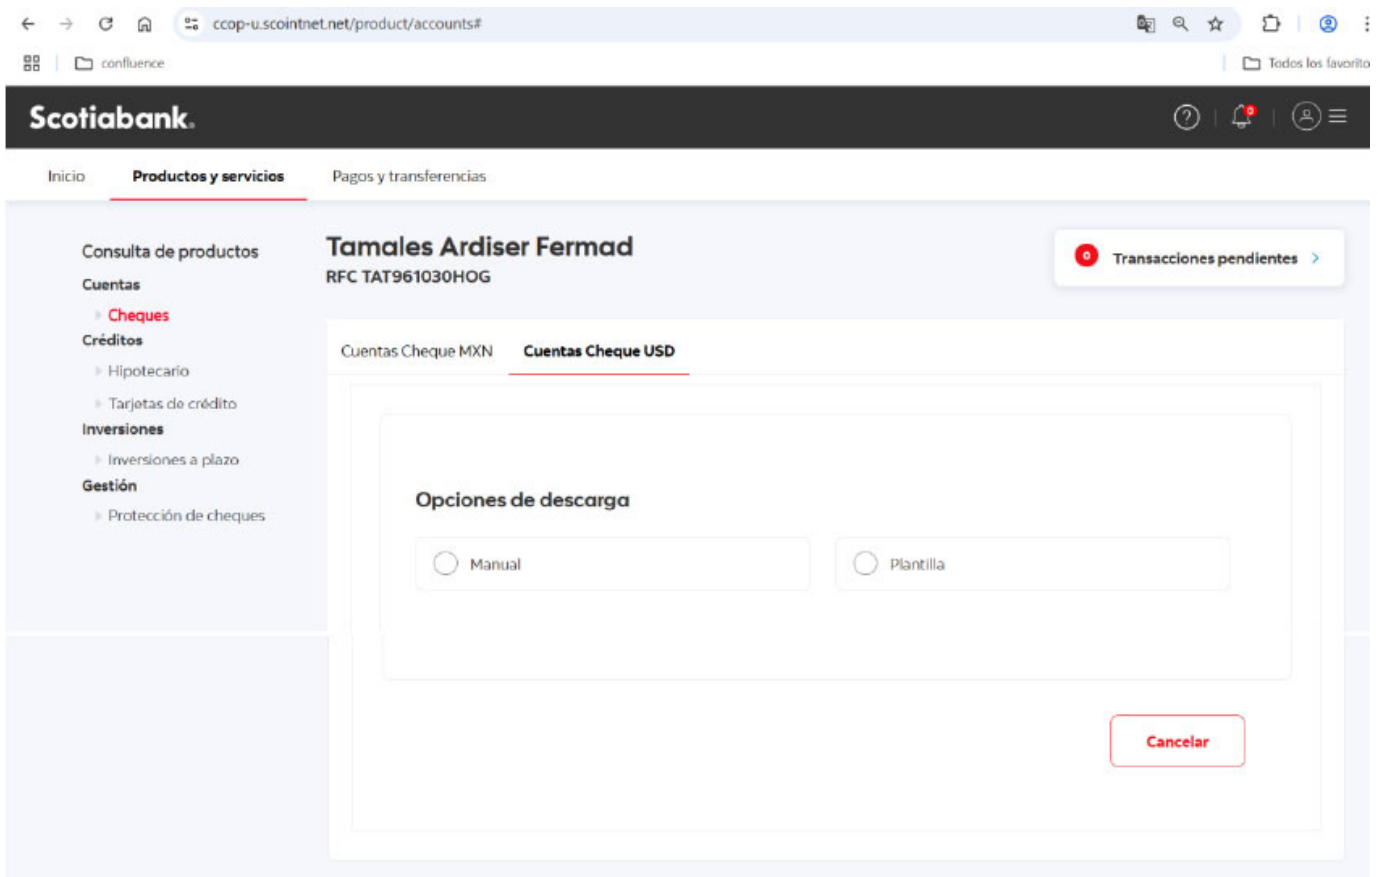 ccop-u.scointnet.net/product/accounts#
confluence
Todos los favorito
Scotiabank.
0
Inicio
Productos y servicios
Pagos y transferencias
Consulta de productos
Cuentas
Cheques
Créditos
Hipotecario
Tarjetas de crédito
Inversiones
Inversiones a plazo
Gestión
Protección de cheques
Tamales Ardiser Fermad
RFC TAT961030HOG
0 Transacciones pendientes
Cuentas Cheque MXN
Cuentas Cheque USD
Opciones de descarga
Manual
Plantilla
Cancelar